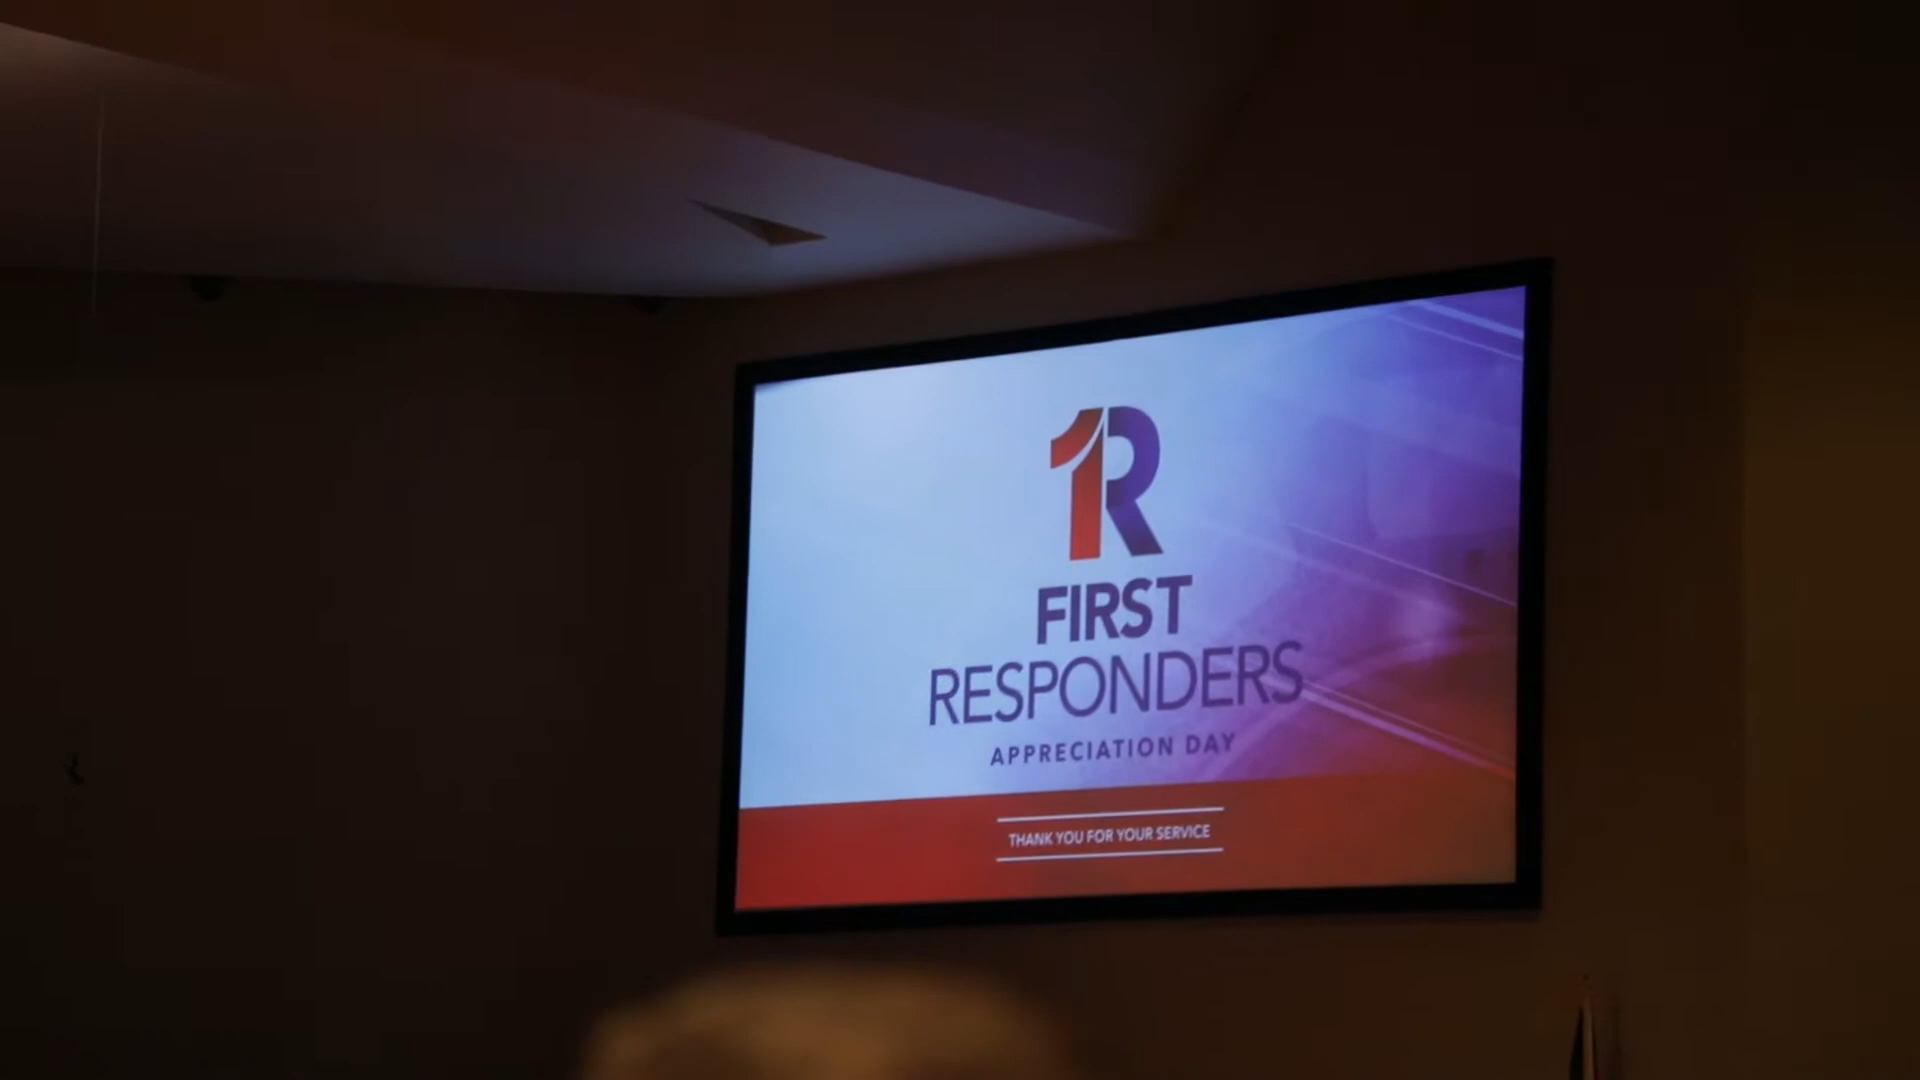 1R
FIRST
RESPONDERS
APPRECIATION DAY
THANK YOU FOR YOUR SERVICE